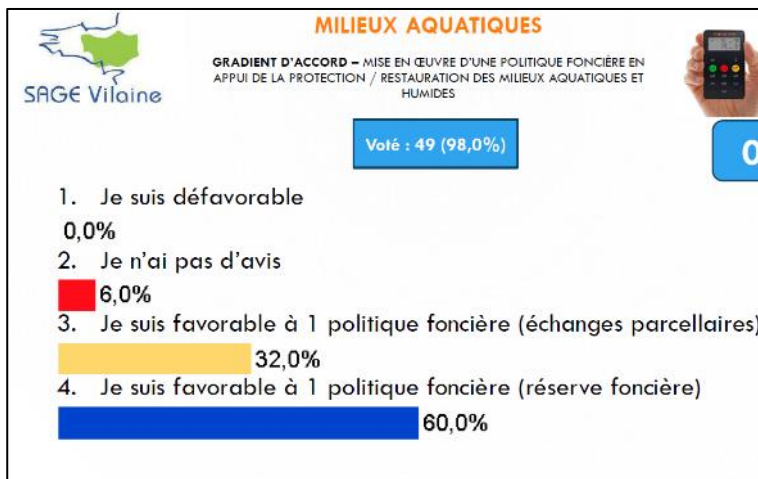 MILIEUX AQUATIQUES
SAGE Vilaine
GRADIENT D'ACCORD – MISE EN ŒUVRE D'UNE POLITIQUE FONCIÈRE EN
APPUI DE LA PROTECTION / RESTAURATION DES MILIEUX AQUATIQUES ET
HUMIDES
Voté : 49 (98,0%)
0
1. Je suis défavorable
0,0%
2. Je n'ai pas d'avis
6,0%
3. Je suis favorable à 1 politique foncière (échanges parcellaires)
32,0%
4. Je suis favorable à 1 politique foncière (réserve foncière)
60,0%